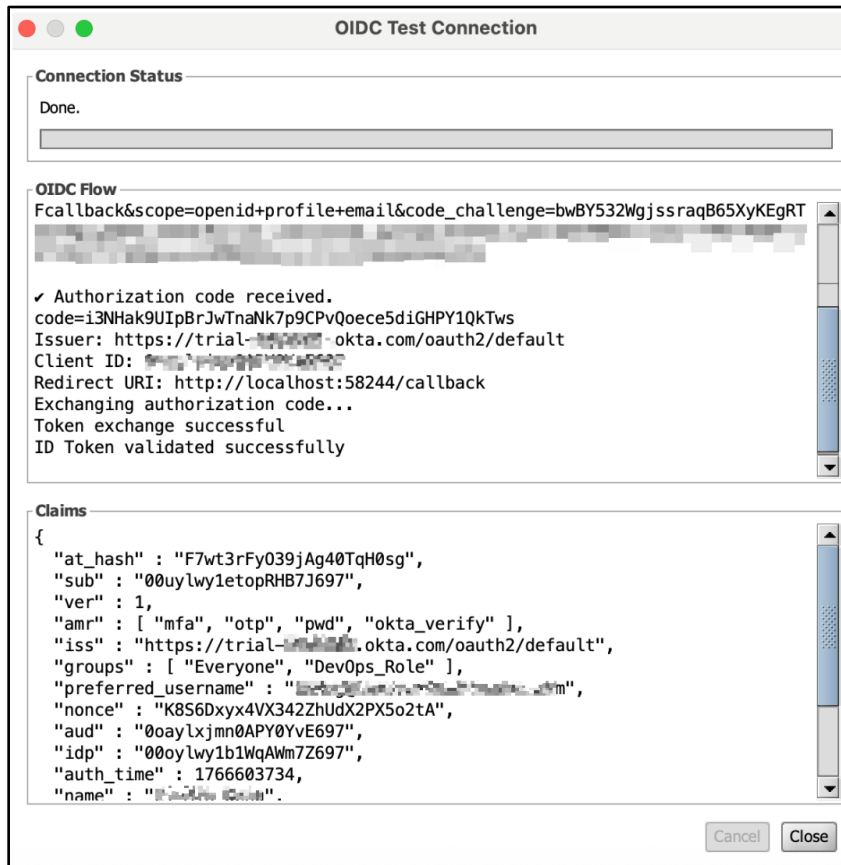 OIDC Test Connection
Connection Status
Done.
OIDC Flow
Fcallback&scope=openid+profile+email&code_challenge=bwBY532WgjssraqB65XyKEgRT
✔ Authorization code received.
code=i3NHak9UIpBrJwTnaNk7p9CPvQoece5diGHPY1QkTws
Issuer: https://trial- okta.com/oauth2/default
Client ID:
Redirect URI: http://localhost:58244/callback
Exchanging authorization code...
Token exchange successful
ID Token validated successfully
Claims
{
"at_hash" : "F7wt3rFyO39jAg40TqH0sg",
"sub" : "00uylwy1etopRHB7J697",
"ver" : 1,
"amr" : [ "mfa", "otp", "pwd", "okta_verify" ],
"iss" : "https://trial- .okta.com/oauth2/default",
"groups" : [ "Everyone", "DevOps_Role" ],
"preferred_username" : " m",
"nonce" : "K8S6Dxyx4VX342ZhUdX2PX5o2tA",
"aud" : "0oaylxjmn0APY0YvE697",
"idp" : "00oylwy1b1WqAWm7Z697",
"auth_time" : 1766603734,
"name" : " ",
Cancel Close